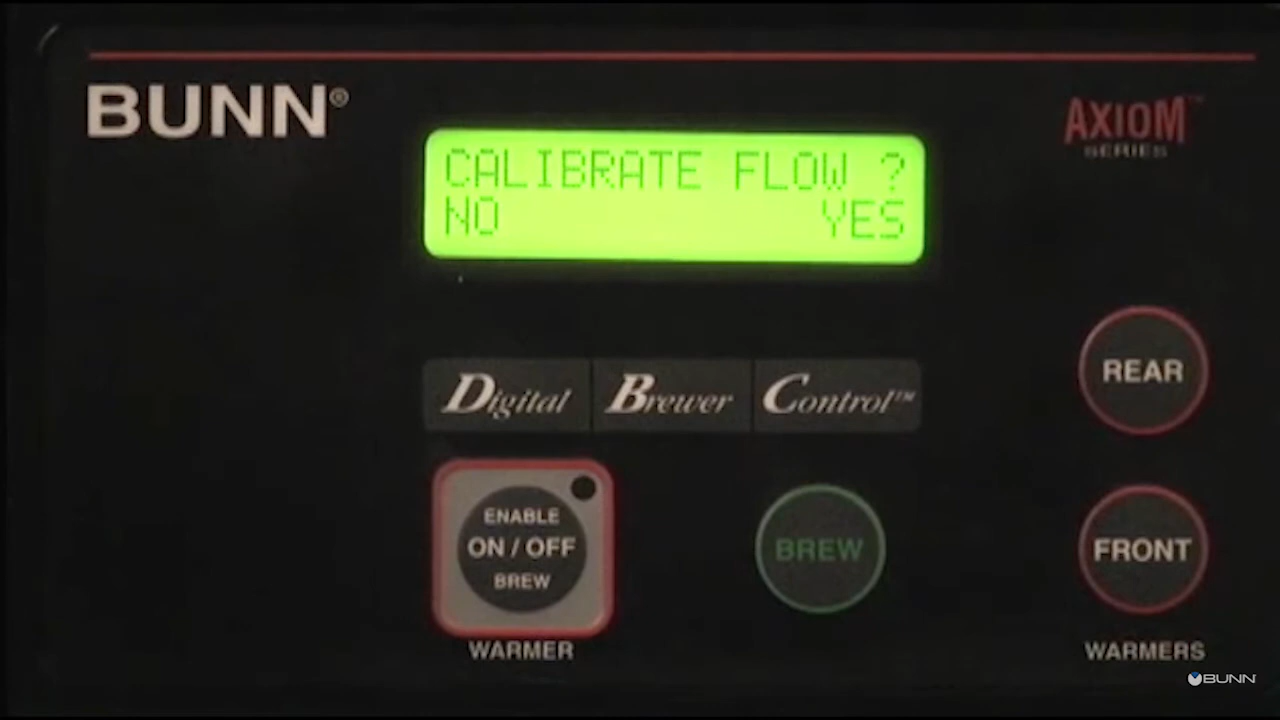 BUNN®
AXIOM™
SERIES
CALIBRATE FLOW ?
NO YES
Digital Brewer Control™
REAR
ENABLE
ON / OFF
BREW
BREW
FRONT
WARMER
WARMERS
BUNN